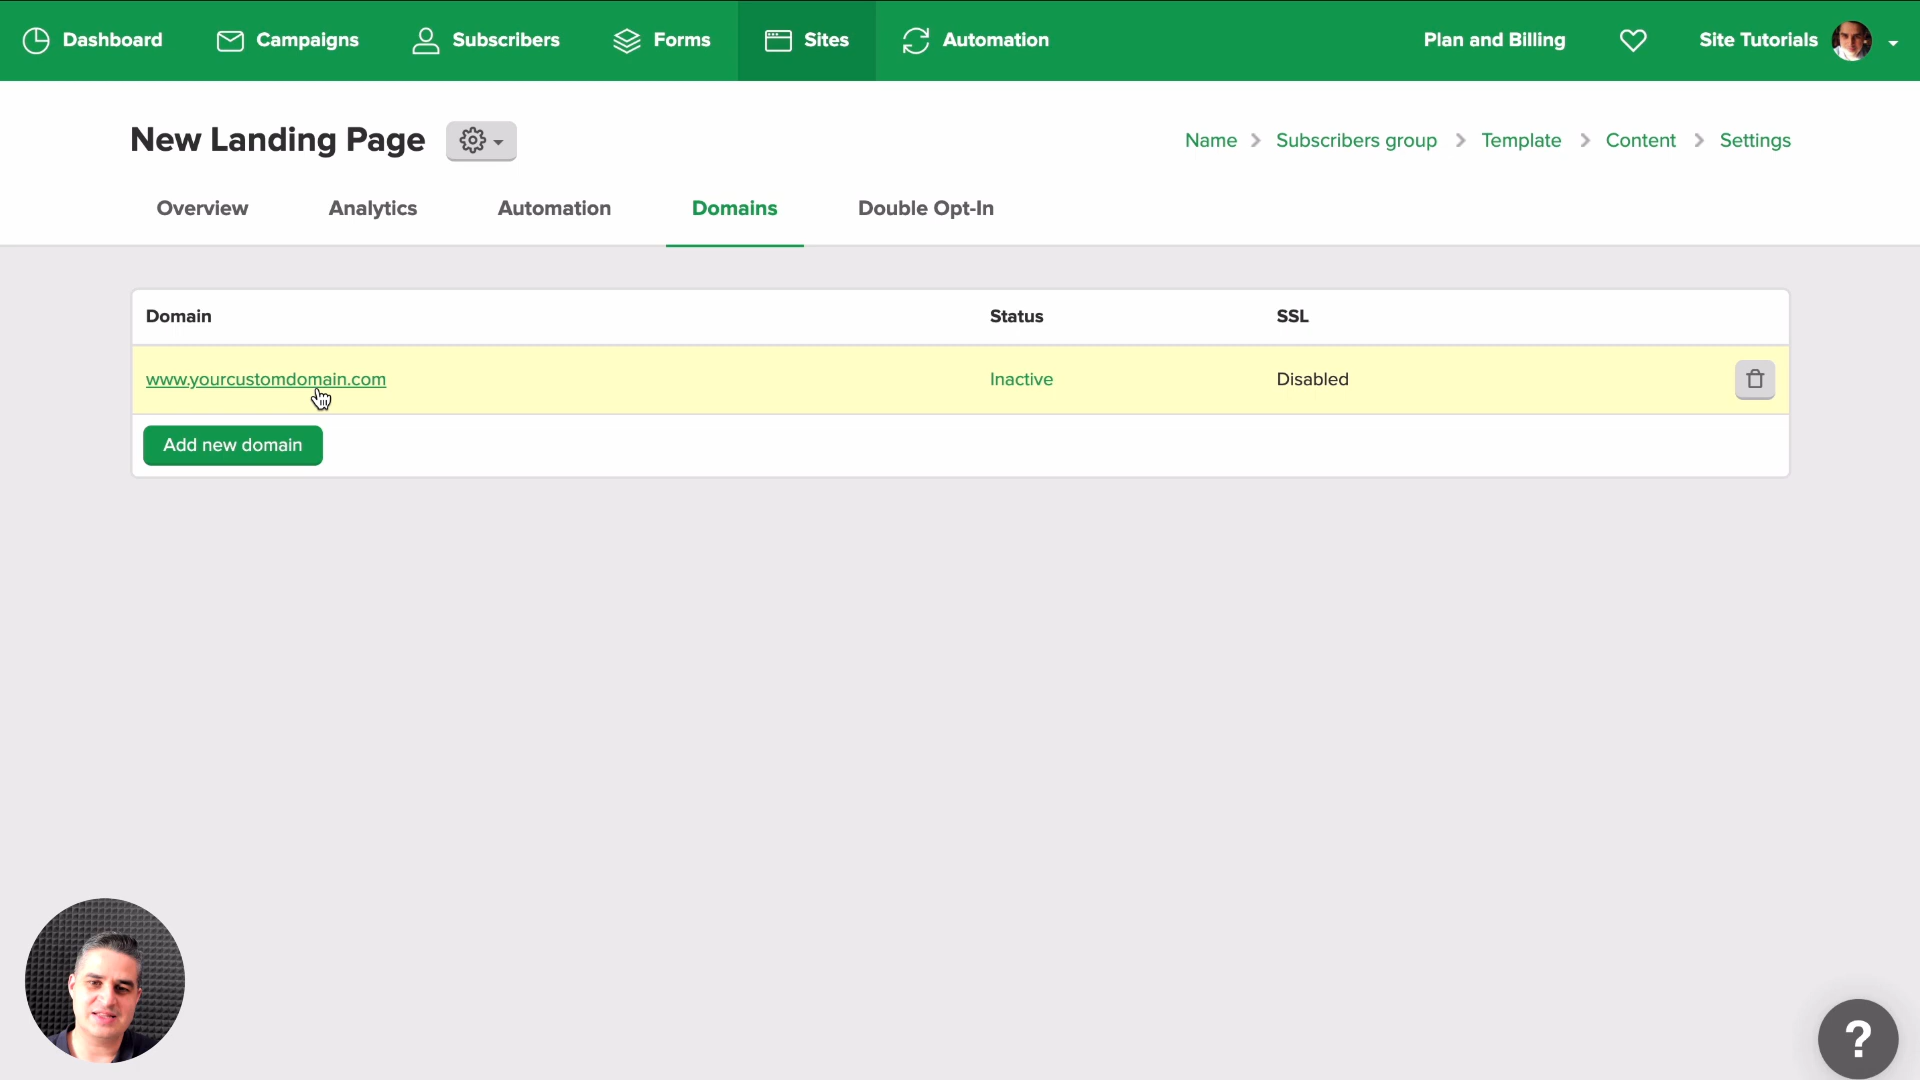 Dashboard Campaigns Subscribers Forms Sites Automation Plan and Billing Site Tutorials
New Landing Page Name Subscribers group Template Content Settings
Overview Analytics Automation Domains Double Opt-In
Domain Status SSL
www.yourcustomdomain.com Inactive Disabled
Add new domain
?